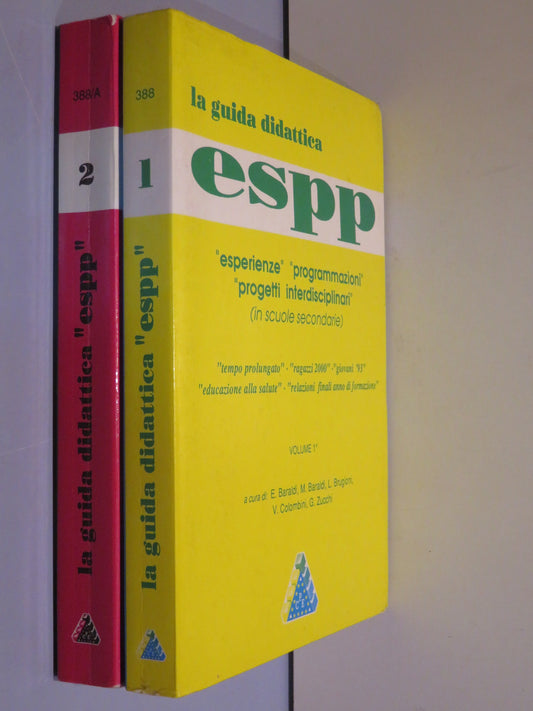 388/A
2
la guida didattica "espp"
388
1
la guida didattica "espp"
la guida didattica
espp
"esperienze" "programmazioni"
"progetti interdisciplinari"
(in scuole secondarie)
"tempo prolungato" - "ragazzi 2000" - "giovani '93"
"educazione alla salute" - "relazioni finali anno di formazione"
VOLUME 1°
a cura di: E. Baraldi, M. Baraldi, L. Brugioni,
V. Colombini, G. Zucchi